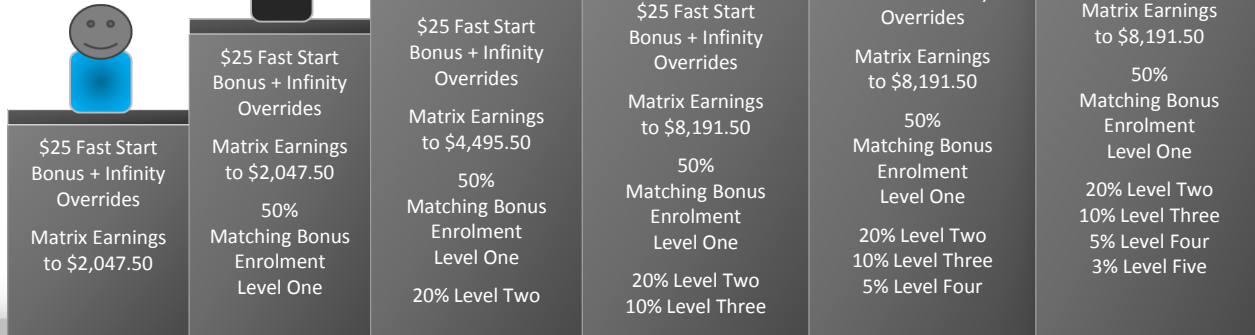 $25 Fast Start
Bonus + Infinity
Overrides
Matrix Earnings
to $2,047.50
$25 Fast Start
Bonus + Infinity
Overrides
Matrix Earnings
to $2,047.50
50%
Matching Bonus
Enrolment
Level One
$25 Fast Start
Bonus + Infinity
Overrides
Matrix Earnings
to $4,495.50
50%
Matching Bonus
Enrolment
Level One
20% Level Two
$25 Fast Start
Bonus + Infinity
Overrides
Matrix Earnings
to $8,191.50
50%
Matching Bonus
Enrolment
Level One
20% Level Two
10% Level Three
Overrides
Matrix Earnings
to $8,191.50
50%
Matching Bonus
Enrolment
Level One
20% Level Two
10% Level Three
5% Level Four
Matrix Earnings
to $8,191.50
50%
Matching Bonus
Enrolment
Level One
20% Level Two
10% Level Three
5% Level Four
3% Level Five